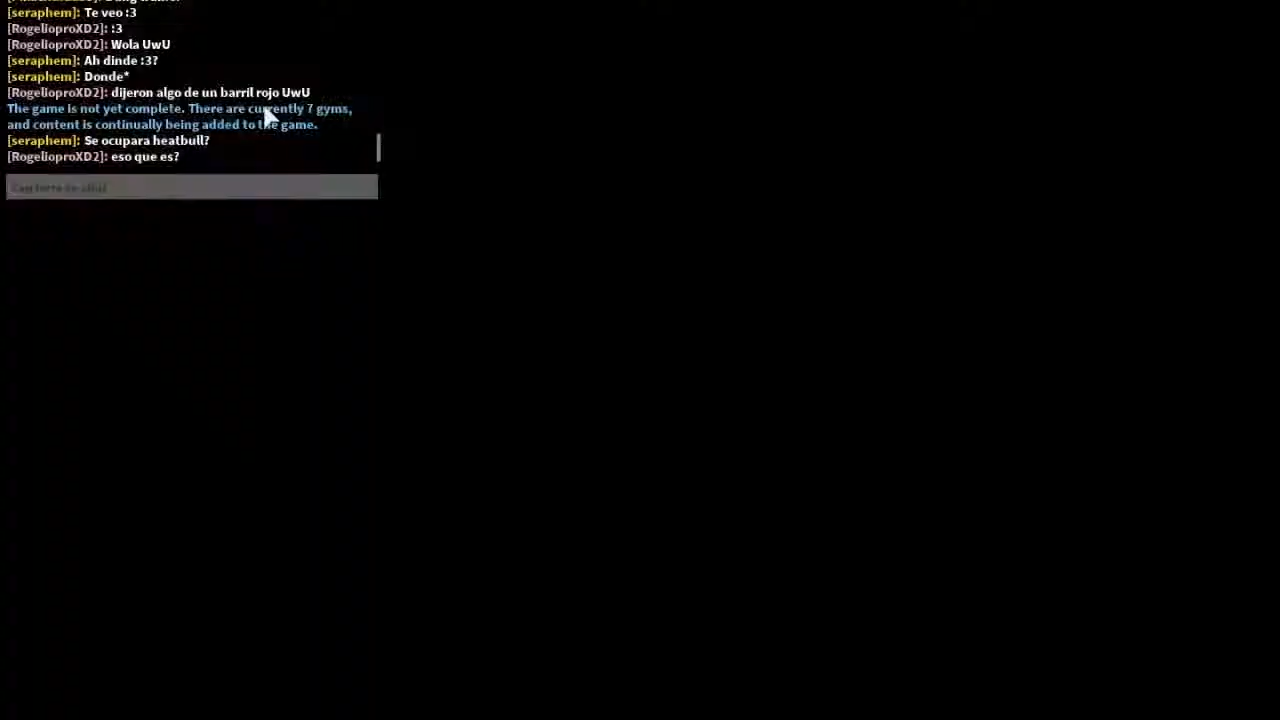 [seraphem]: Te veo :3
[RogelioproXD2]: :3
[RogelioproXD2]: Wola UwU
[seraphem]: Ah dinde :3?
[seraphem]: Donde*
[RogelioproXD2]: dijeron algo de un barril rojo UwU
The game is not yet complete. There are currently 7 gyms,
and content is continually being added to the game.
[seraphem]: Se ocupara heatbull?
[RogelioproXD2]: eso que es?